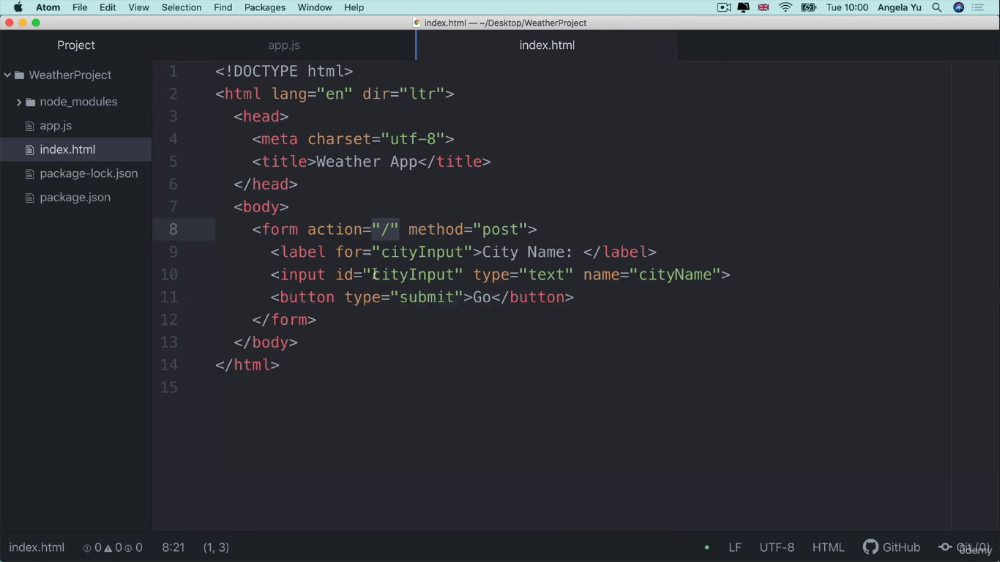 Atom File Edit View Selection Find Packages Window Help Tue 10:00 Angela Yu
index.html — ~/Desktop/WeatherProject
Project app.js index.html
WeatherProject
node_modules
app.js
index.html
package-lock.json
package.json
1 <!DOCTYPE html>
2 <html lang="en" dir="ltr">
3 <head>
4 <meta charset="utf-8">
5 <title>Weather App</title>
6 </head>
7 <body>
8 <form action="/" method="post">
9 <label for="cityInput">City Name: </label>
10 <input id="cityInput" type="text" name="cityName">
11 <button type="submit">Go</button>
12 </form>
13 </body>
14 </html>
15
index.html 0 0 0 8:21 (1, 3) LF UTF-8 HTML GitHub Git (0)
ûdemy